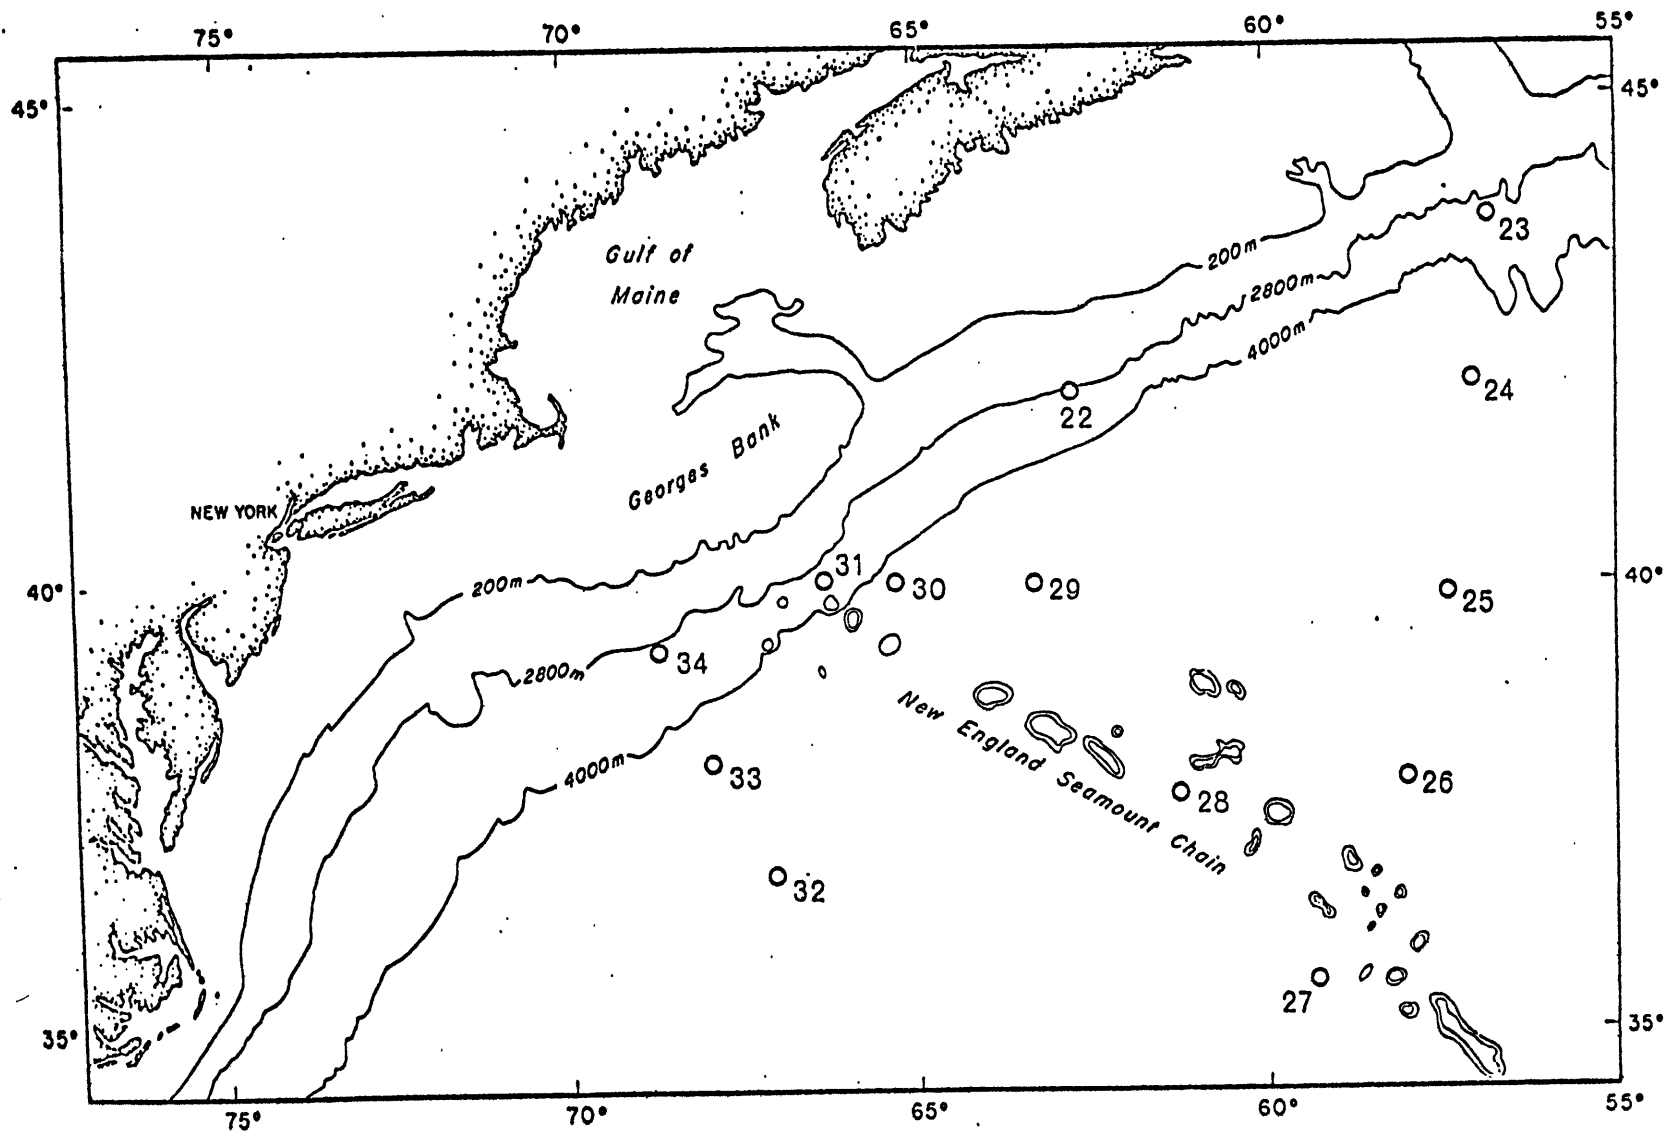 75° 70° 65° 60° 55°
45° 45°
23
Gulf of
Maine
200m
2800m
4000m
24
22
Georges Bank
NEW YORK
31
200m 30 29
40° 40°
25
34
2800m
New England Seamount Chain
4000m
33
26
28
32
27
35° 35°
75° 70° 65° 60° 55°